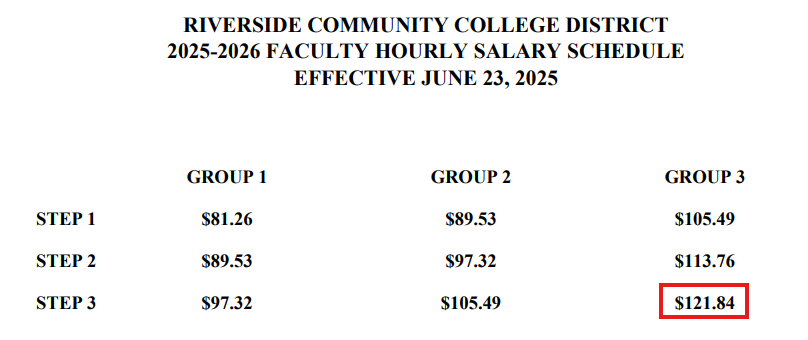 RIVERSIDE COMMUNITY COLLEGE DISTRICT
2025-2026 FACULTY HOURLY SALARY SCHEDULE
EFFECTIVE JUNE 23, 2025
GROUP 1 GROUP 2 GROUP 3
STEP 1 $81.26 $89.53 $105.49
STEP 2 $89.53 $97.32 $113.76
STEP 3 $97.32 $105.49 $121.84